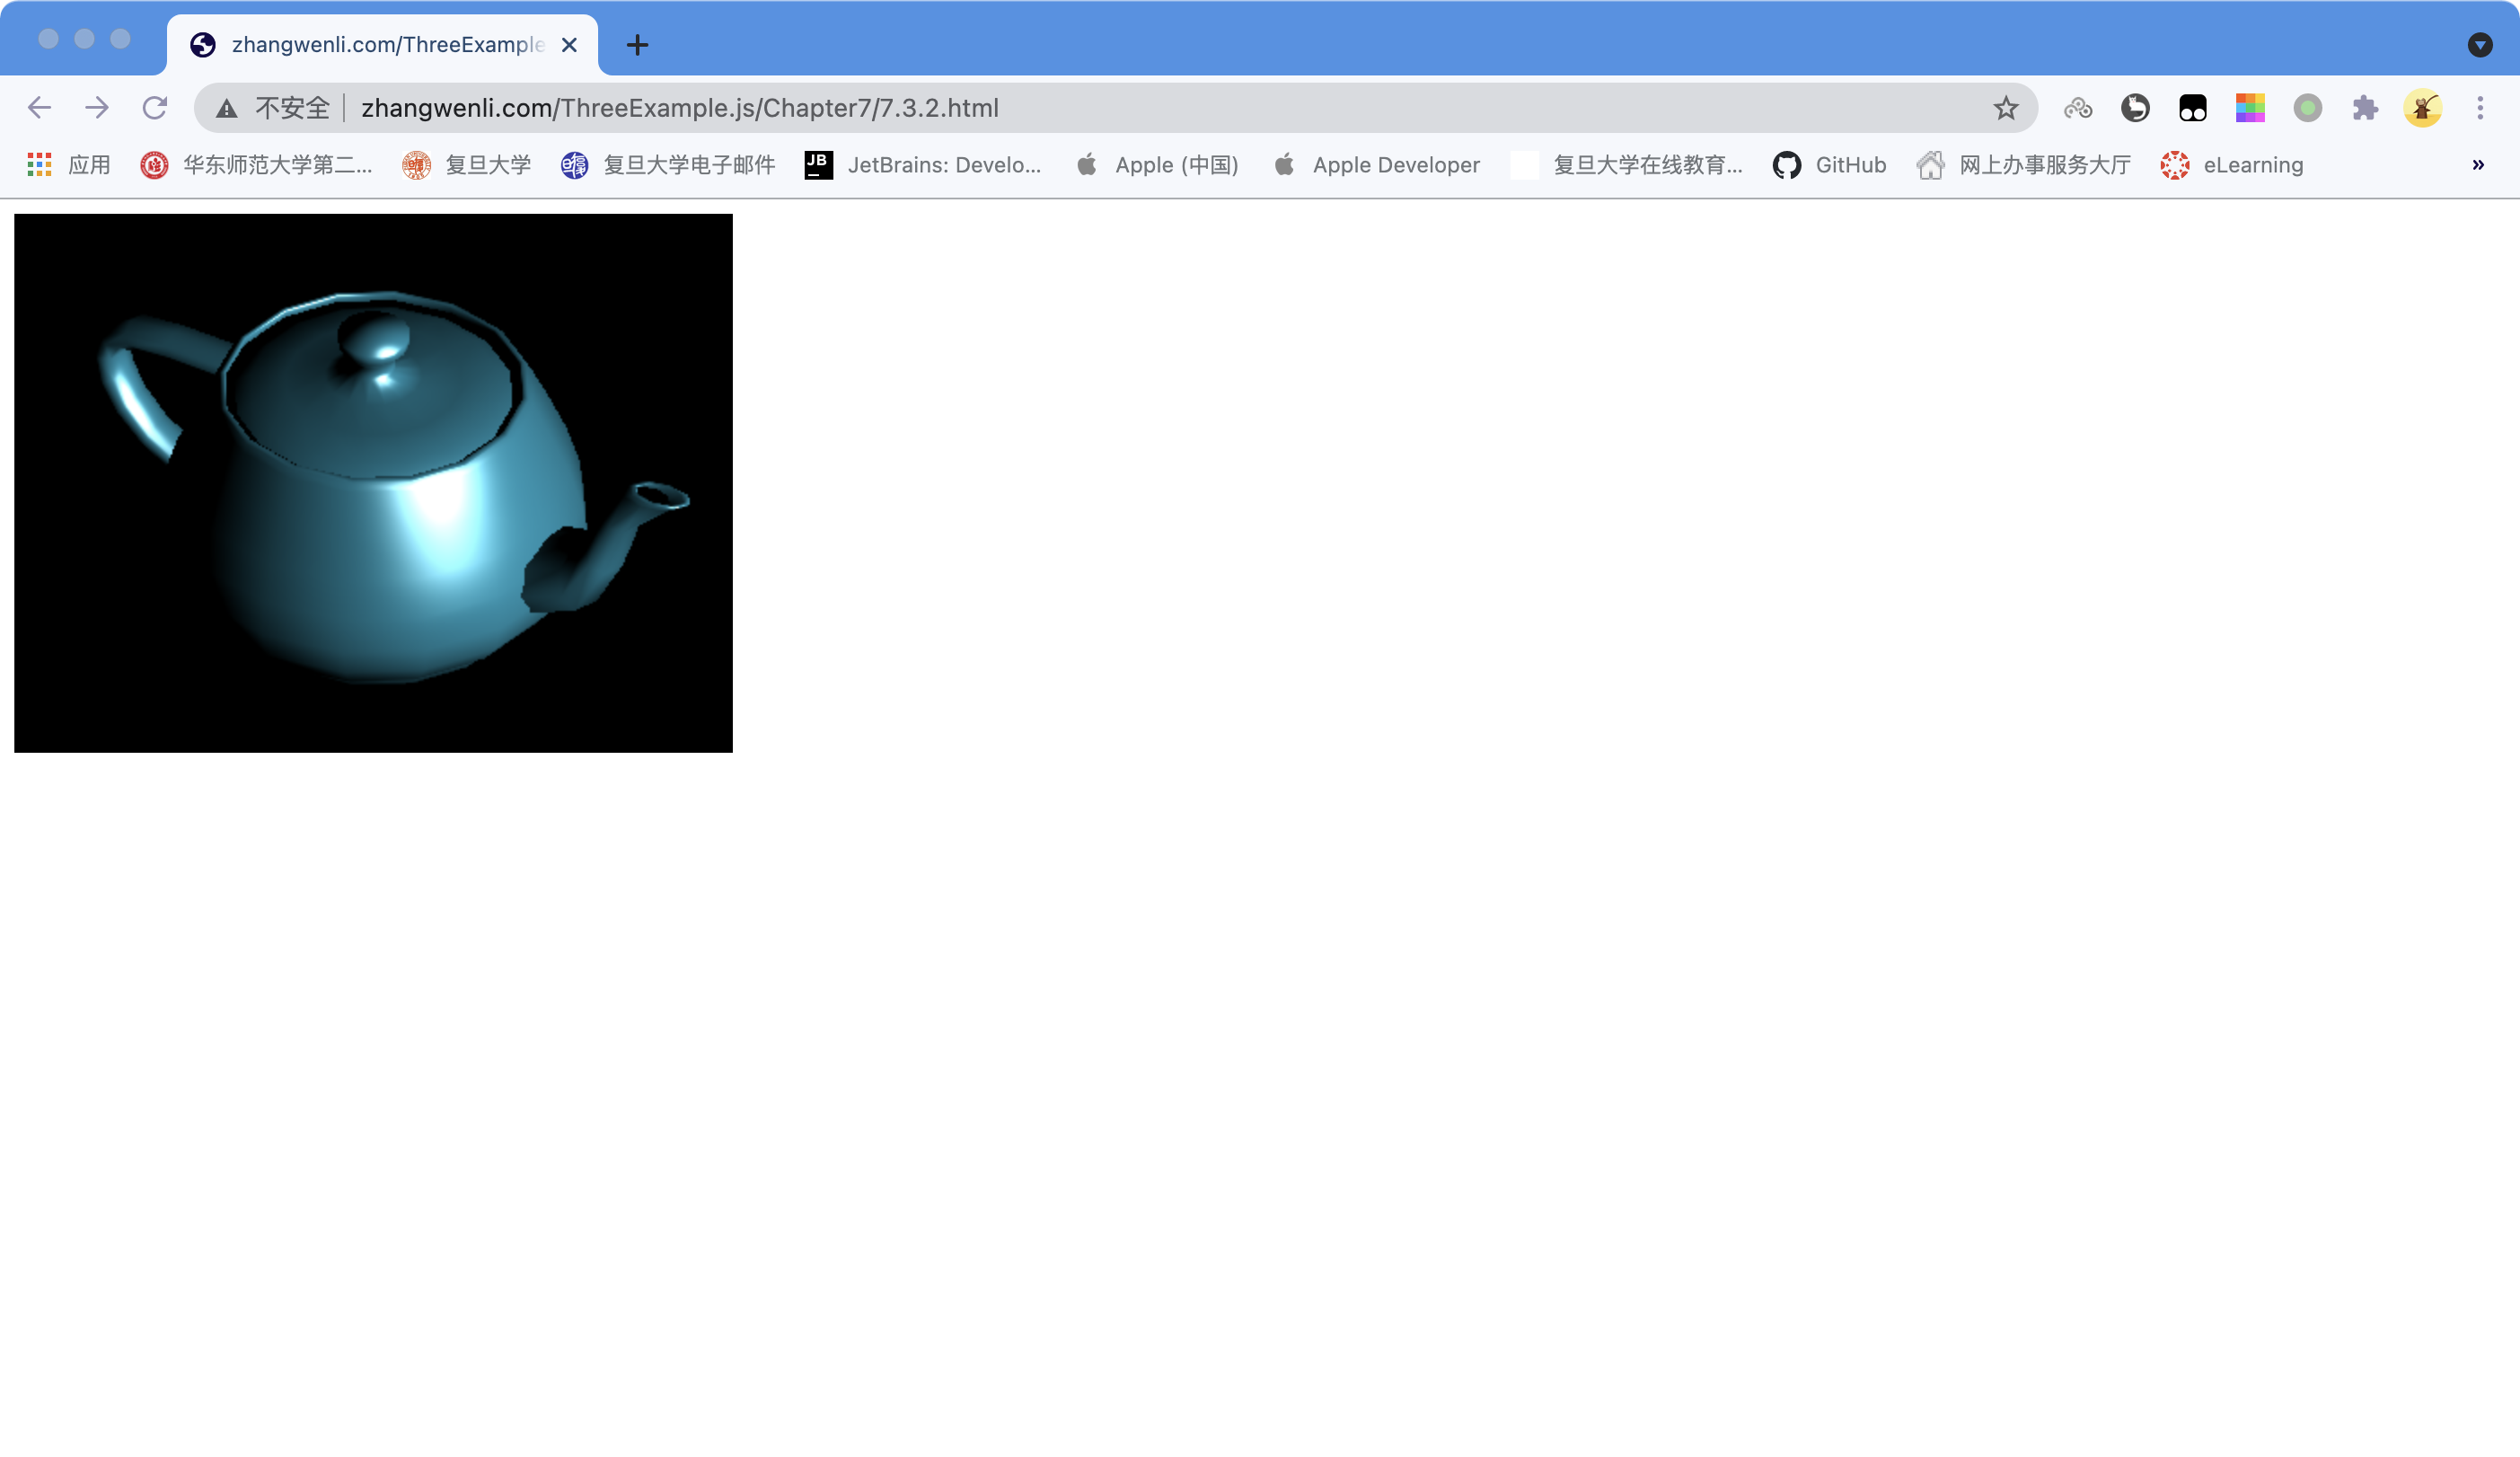 zhangwenli.com/ThreeExample
不安全 zhangwenli.com/ThreeExample.js/Chapter7/7.3.2.html
应用 华东师范大学第二... 复旦大学 复旦大学电子邮件 JB JetBrains: Develo... Apple (中国) Apple Developer 复旦大学在线教育... GitHub 网上办事服务大厅 eLearning »